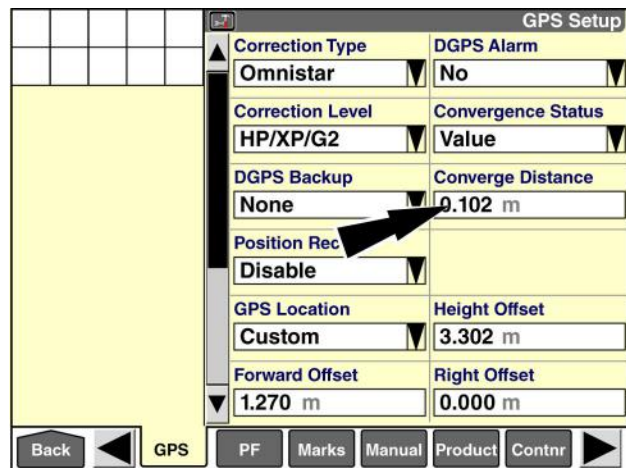 GPS Setup
Correction Type
DGPS Alarm
Omnistar
No
Correction Level
Convergence Status
HP/XP/G2
Value
DGPS Backup
Converge Distance
None
0.102 m
Position Rec
Disable
GPS Location
Height Offset
Custom
3.302 m
Forward Offset
Right Offset
1.270 m
0.000 m
Back
GPS
PF
Marks
Manual
Product
Contnr